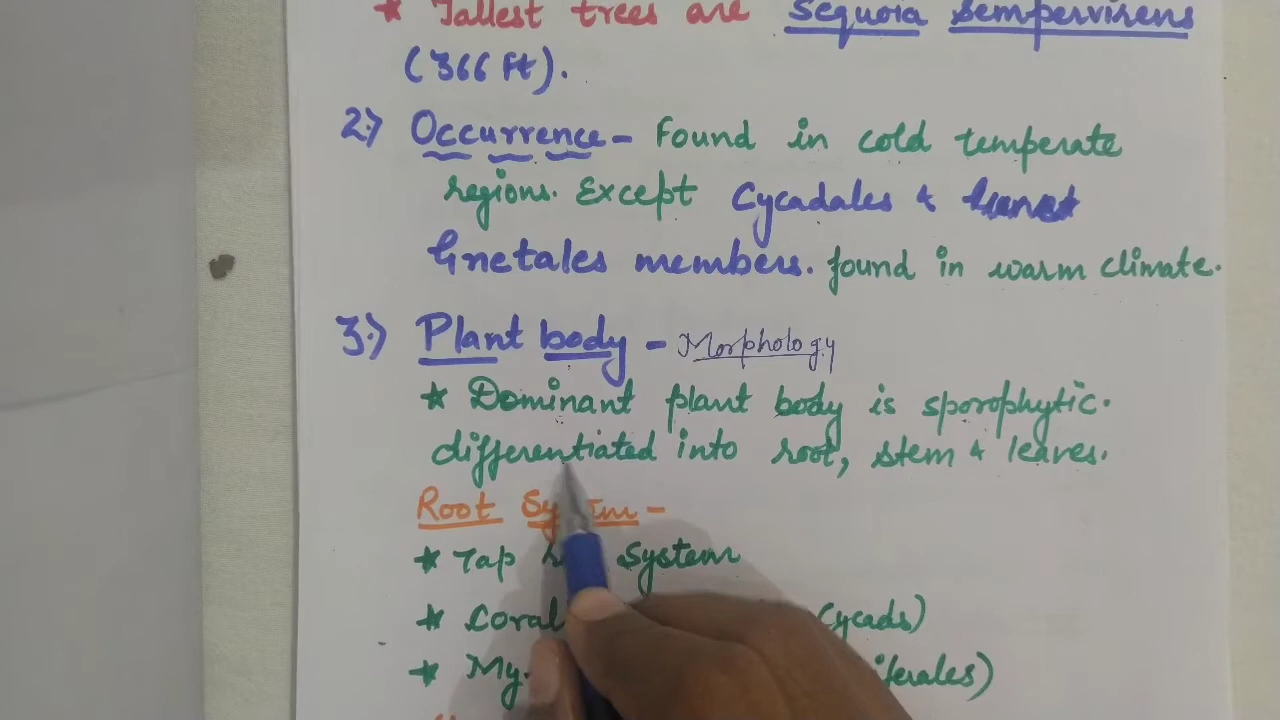 * Tallest trees are Sequoia Sempervirens
(366 ft).
2.) Occurrence - Found in cold temperate
regions. Except Cycadales &
Gnetales members. found in warm climate.
3.) Plant body - Morphology
* Dominant plant body is sporophytic.
differentiated into root, stem & leaves.
Root System -
* Tap System
* Coral cycads)
* My. iferales)